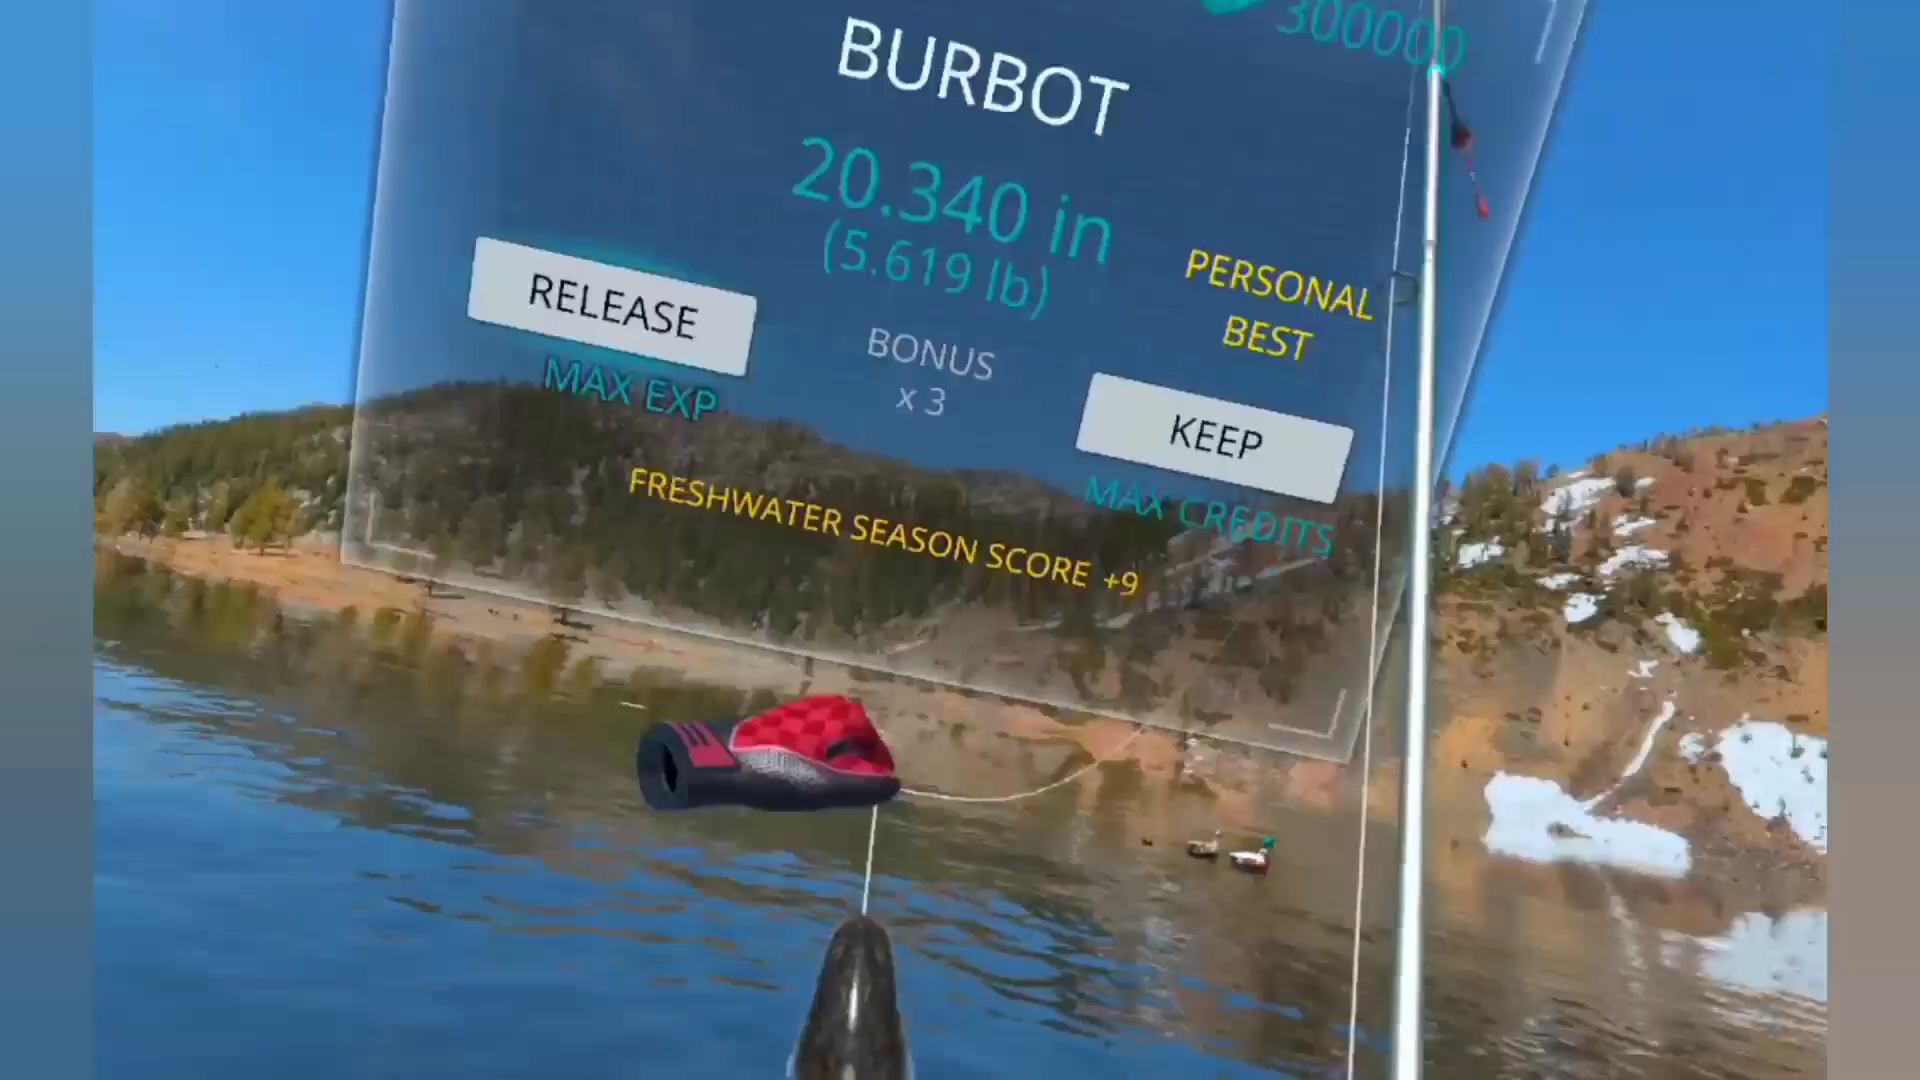 300000
BURBOT
20.340 in
(5.619 lb)
PERSONAL
BEST
RELEASE
MAX EXP
BONUS
x 3
KEEP
MAX CREDITS
FRESHWATER SEASON SCORE +9